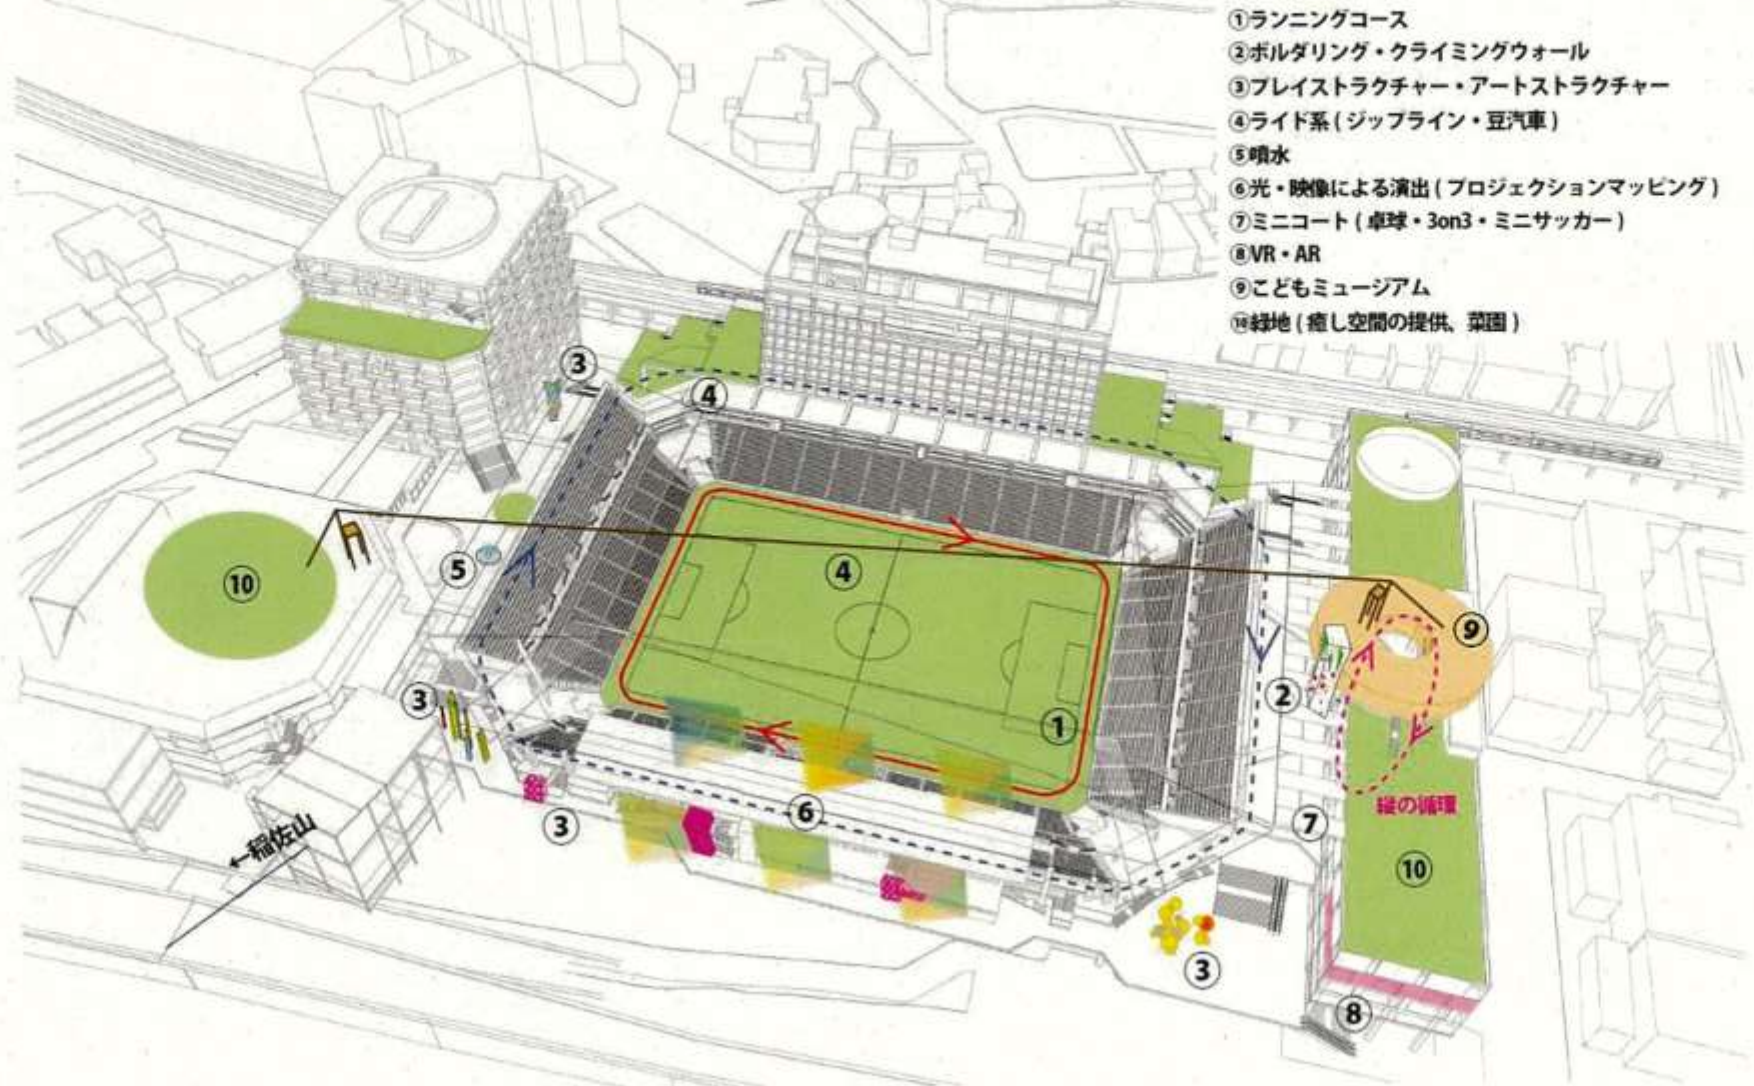 ①ランニングコース
②ボルダリング・クライミングウォール
③プレイストラクチャー・アートストラクチャー
④ライド系(ジップライン・豆汽車)
⑤噴水
⑥光・映像による演出(プロジェクションマッピング)
⑦ミニコート(卓球・3on3・ミニサッカー)
⑧VR・AR
⑨こどもミュージアム
⑩緑地(癒し空間の提供、菜園)
③
④
⑤
④
⑩
⑨
③
②
①
③
⑥
⑦
縦の循環
←稲佐山
⑩
③
⑧